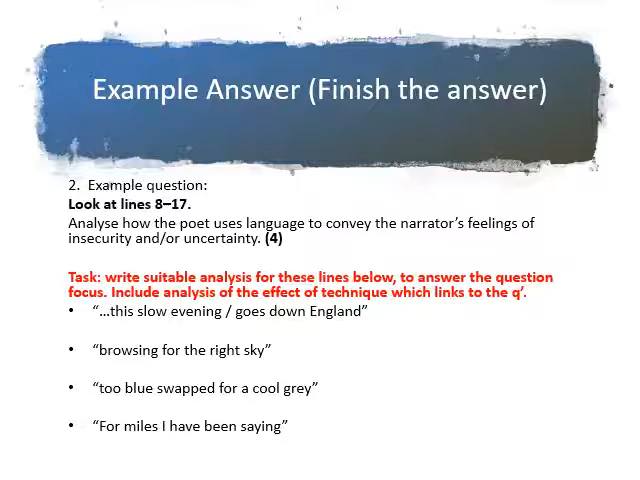 Example Answer (Finish the answer)
2. Example question:
Look at lines 8–17.
Analyse how the poet uses language to convey the narrator's feelings of
insecurity and/or uncertainty. (4)
Task: write suitable analysis for these lines below, to answer the question
focus. Include analysis of the effect of technique which links to the q'.
• "…this slow evening / goes down England"
• "browsing for the right sky"
• "too blue swapped for a cool grey"
• "For miles I have been saying"